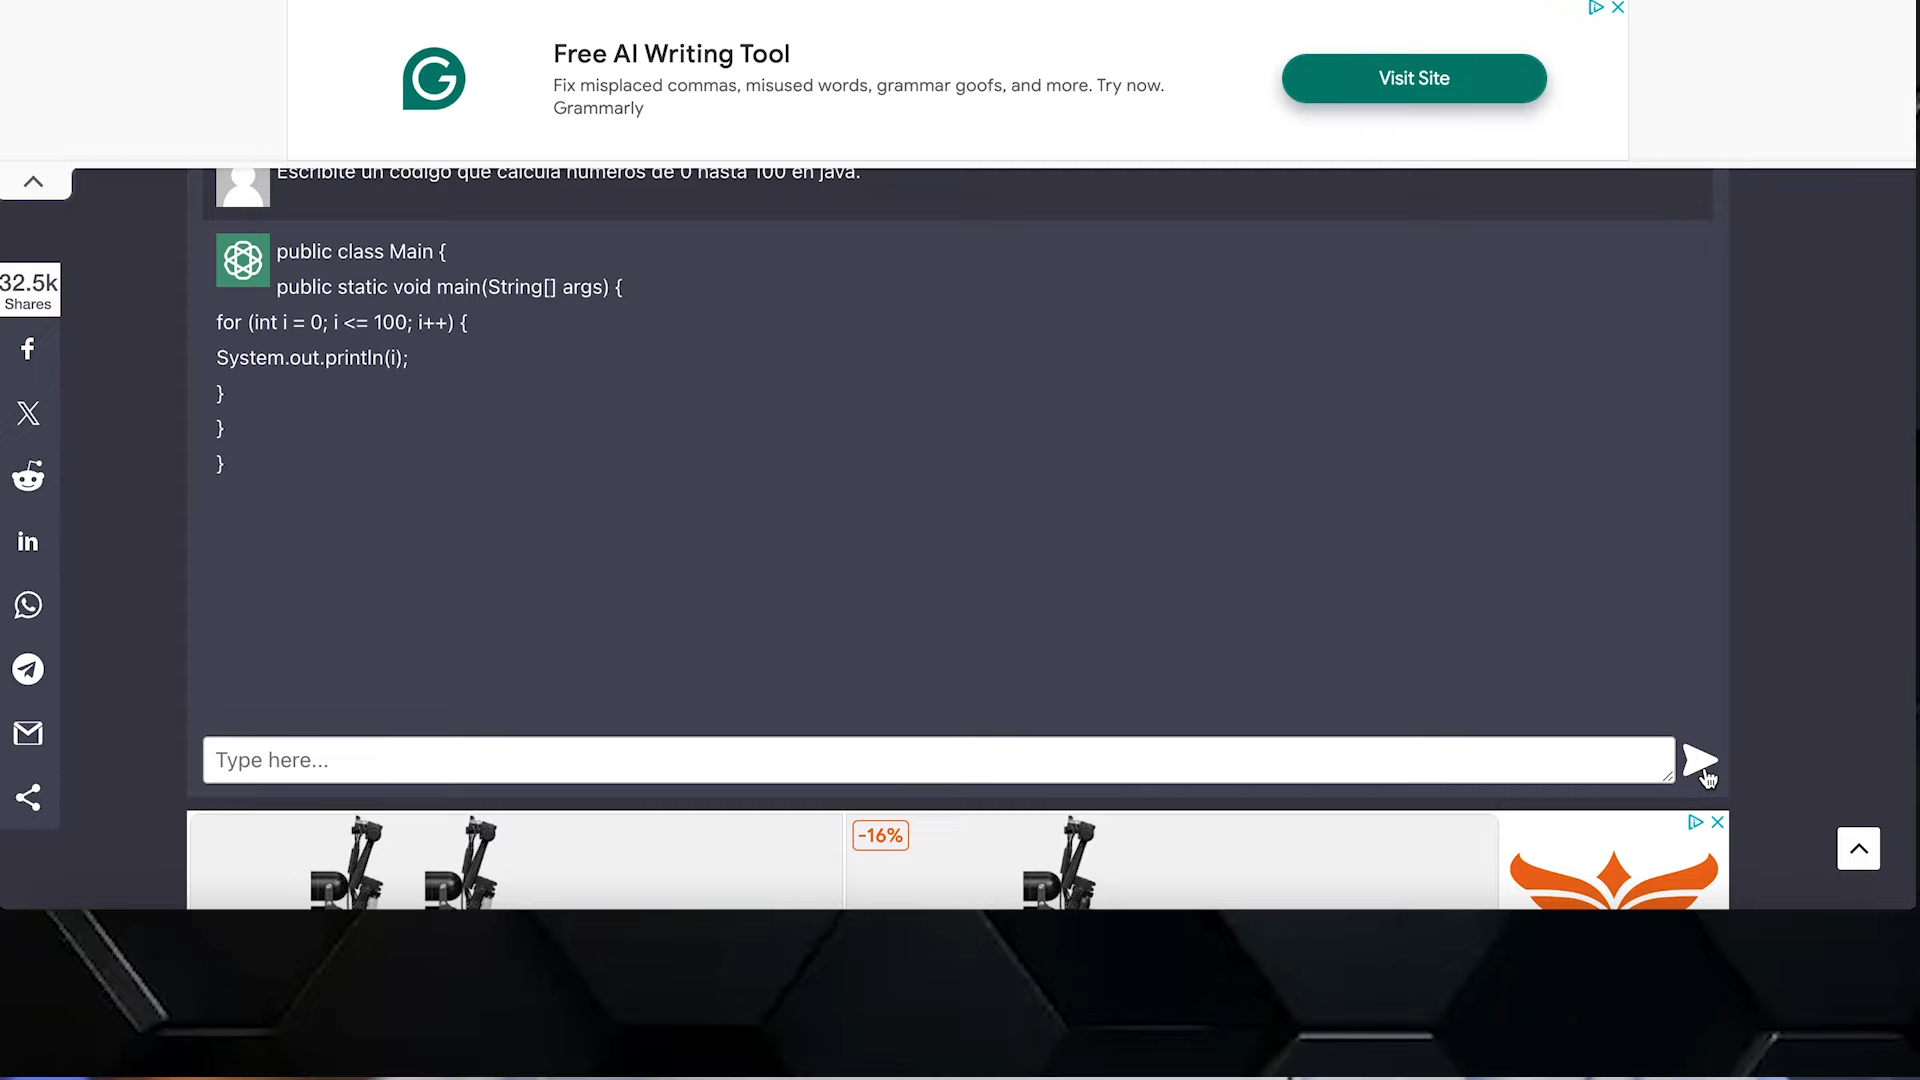 Free AI Writing Tool
Fix misplaced commas, misused words, grammar goofs, and more. Try now.
Grammarly
Visit Site
Escribite un codigo que calcula numeros de 0 hasta 100 en java.
public class Main {
public static void main(String[] args) {
for (int i = 0; i <= 100; i++) {
System.out.println(i);
}
}
}
32.5k
Shares
Type here...
-16%